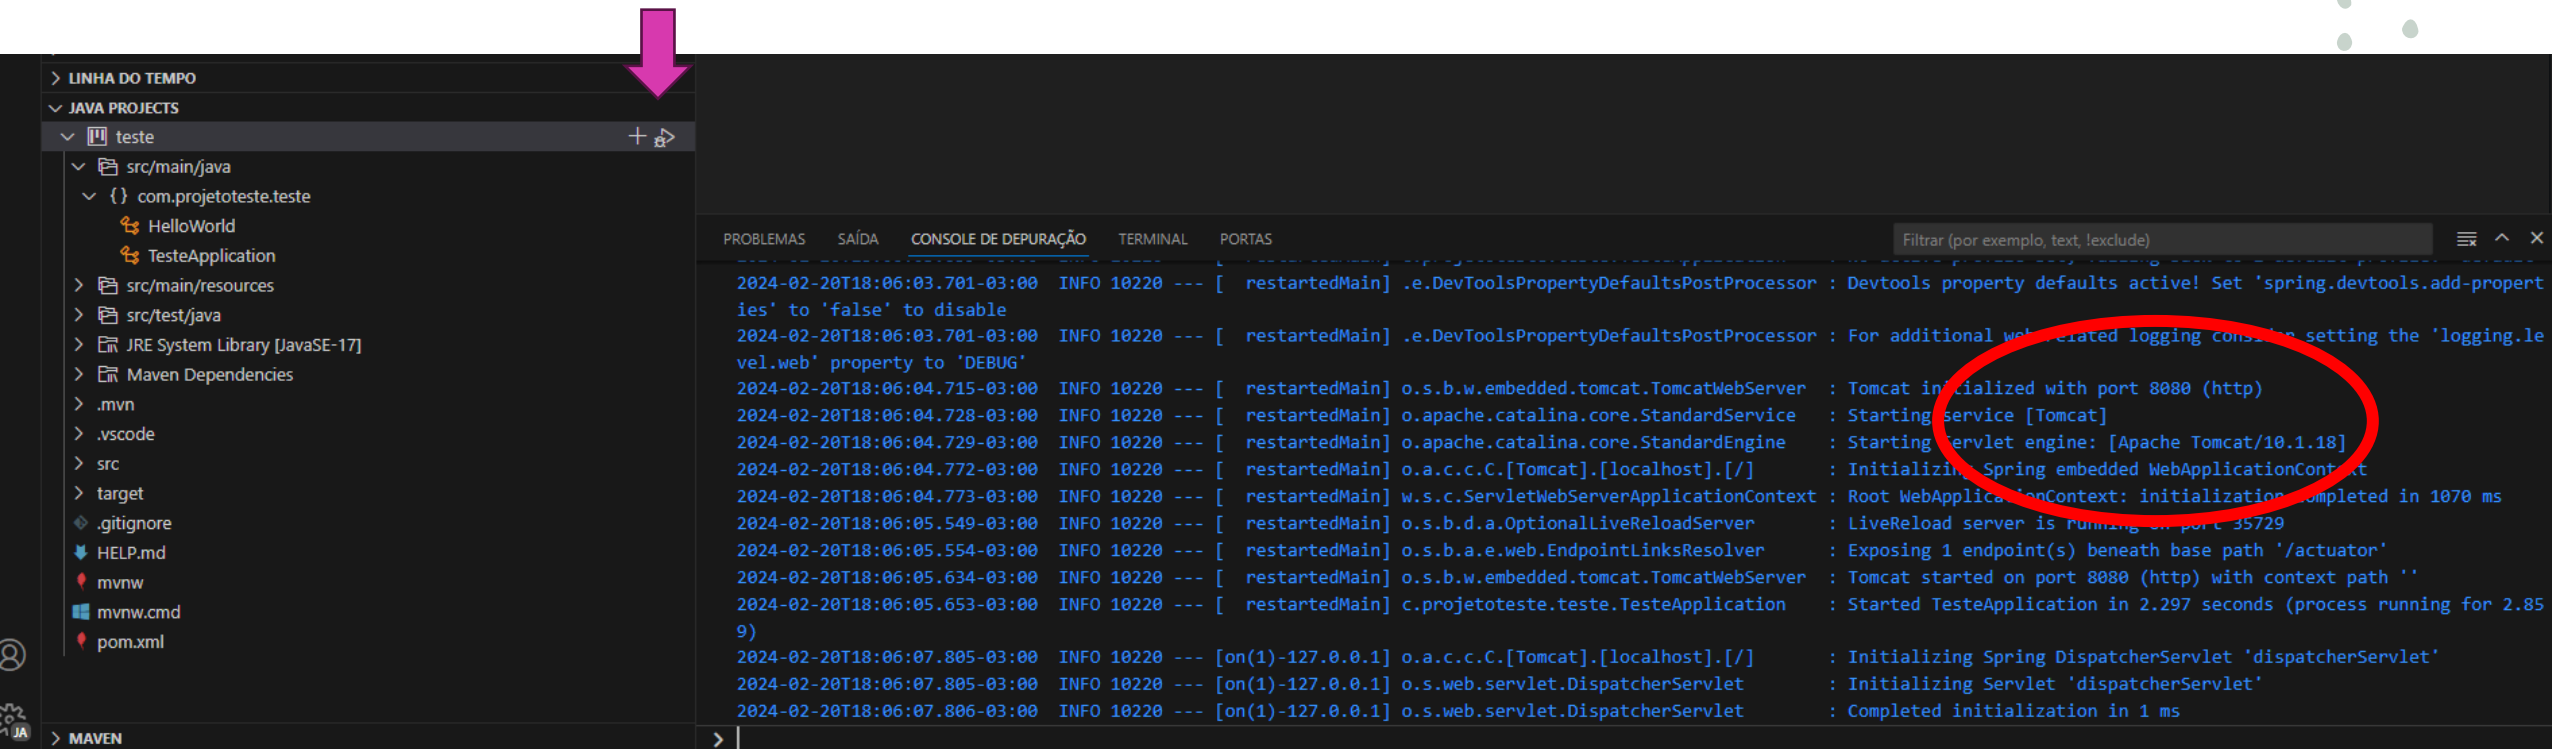 LINHA DO TEMPO
JAVA PROJECTS
teste
src/main/java
{} com.projetoteste.teste
HelloWorld
TesteApplication
src/main/resources
src/test/java
JRE System Library [JavaSE-17]
Maven Dependencies
.mvn
.vscode
src
target
.gitignore
HELP.md
mvnw
mvnw.cmd
pom.xml
JA
MAVEN
PROBLEMAS SAÍDA CONSOLE DE DEPURAÇÃO TERMINAL PORTAS
Filtrar (por exemplo, text, !exclude)
2024-02-20T18:06:03.701-03:00 INFO 10220 --- [ restartedMain] .e.DevToolsPropertyDefaultsPostProcessor : Devtools property defaults active! Set 'spring.devtools.add-propert
ies' to 'false' to disable
2024-02-20T18:06:03.701-03:00 INFO 10220 --- [ restartedMain] .e.DevToolsPropertyDefaultsPostProcessor : For additional web related logging consider setting the 'logging.le
vel.web' property to 'DEBUG'
2024-02-20T18:06:04.715-03:00 INFO 10220 --- [ restartedMain] o.s.b.w.embedded.tomcat.TomcatWebServer : Tomcat initialized with port 8080 (http)
2024-02-20T18:06:04.728-03:00 INFO 10220 --- [ restartedMain] o.apache.catalina.core.StandardService : Starting service [Tomcat]
2024-02-20T18:06:04.729-03:00 INFO 10220 --- [ restartedMain] o.apache.catalina.core.StandardEngine : Starting Servlet engine: [Apache Tomcat/10.1.18]
2024-02-20T18:06:04.772-03:00 INFO 10220 --- [ restartedMain] o.a.c.c.C.[Tomcat].[localhost].[/] : Initializing Spring embedded WebApplicationContext
2024-02-20T18:06:04.773-03:00 INFO 10220 --- [ restartedMain] w.s.c.ServletWebServerApplicationContext : Root WebApplicationContext: initialization completed in 1070 ms
2024-02-20T18:06:05.549-03:00 INFO 10220 --- [ restartedMain] o.s.b.d.a.OptionalLiveReloadServer : LiveReload server is running on port 35729
2024-02-20T18:06:05.554-03:00 INFO 10220 --- [ restartedMain] o.s.b.a.e.web.EndpointLinksResolver : Exposing 1 endpoint(s) beneath base path '/actuator'
2024-02-20T18:06:05.634-03:00 INFO 10220 --- [ restartedMain] o.s.b.w.embedded.tomcat.TomcatWebServer : Tomcat started on port 8080 (http) with context path ''
2024-02-20T18:06:05.653-03:00 INFO 10220 --- [ restartedMain] c.projetoteste.teste.TesteApplication : Started TesteApplication in 2.297 seconds (process running for 2.85
9)
2024-02-20T18:06:07.805-03:00 INFO 10220 --- [on(1)-127.0.0.1] o.a.c.c.C.[Tomcat].[localhost].[/] : Initializing Spring DispatcherServlet 'dispatcherServlet'
2024-02-20T18:06:07.805-03:00 INFO 10220 --- [on(1)-127.0.0.1] o.s.web.servlet.DispatcherServlet : Initializing Servlet 'dispatcherServlet'
2024-02-20T18:06:07.806-03:00 INFO 10220 --- [on(1)-127.0.0.1] o.s.web.servlet.DispatcherServlet : Completed initialization in 1 ms